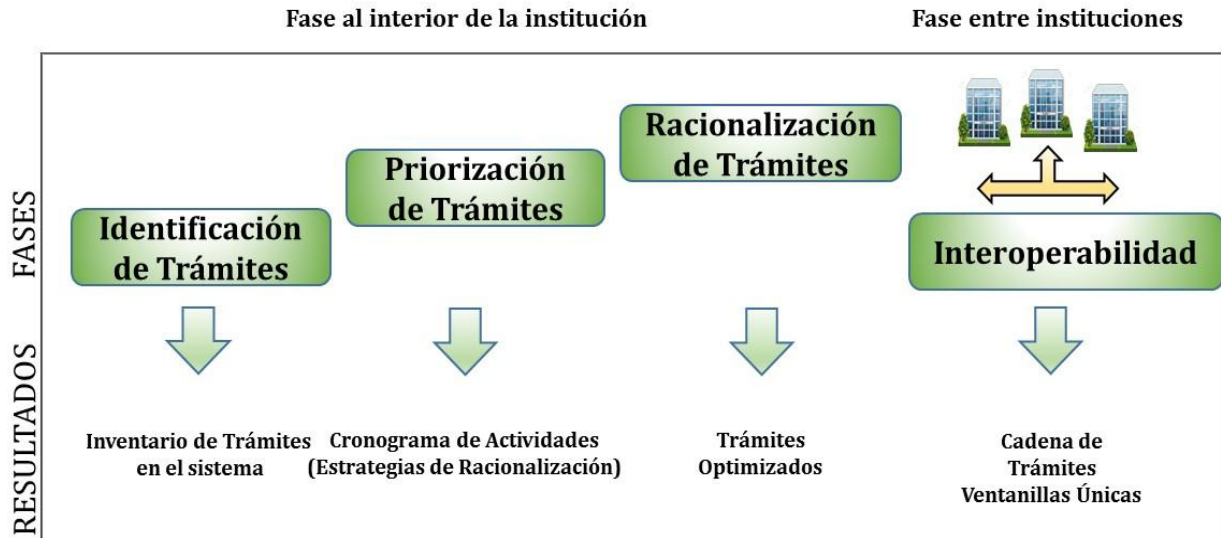 Fase al interior de la institución
Fase entre instituciones
FASES
Identificación
de Trámites
Priorización
de Trámites
Racionalización
de Trámites
Interoperabilidad
RESULTADOS
Inventario de Trámites
en el sistema
Cronograma de Actividades
(Estrategias de Racionalización)
Trámites
Optimizados
Cadena de
Trámites
Ventanillas Únicas